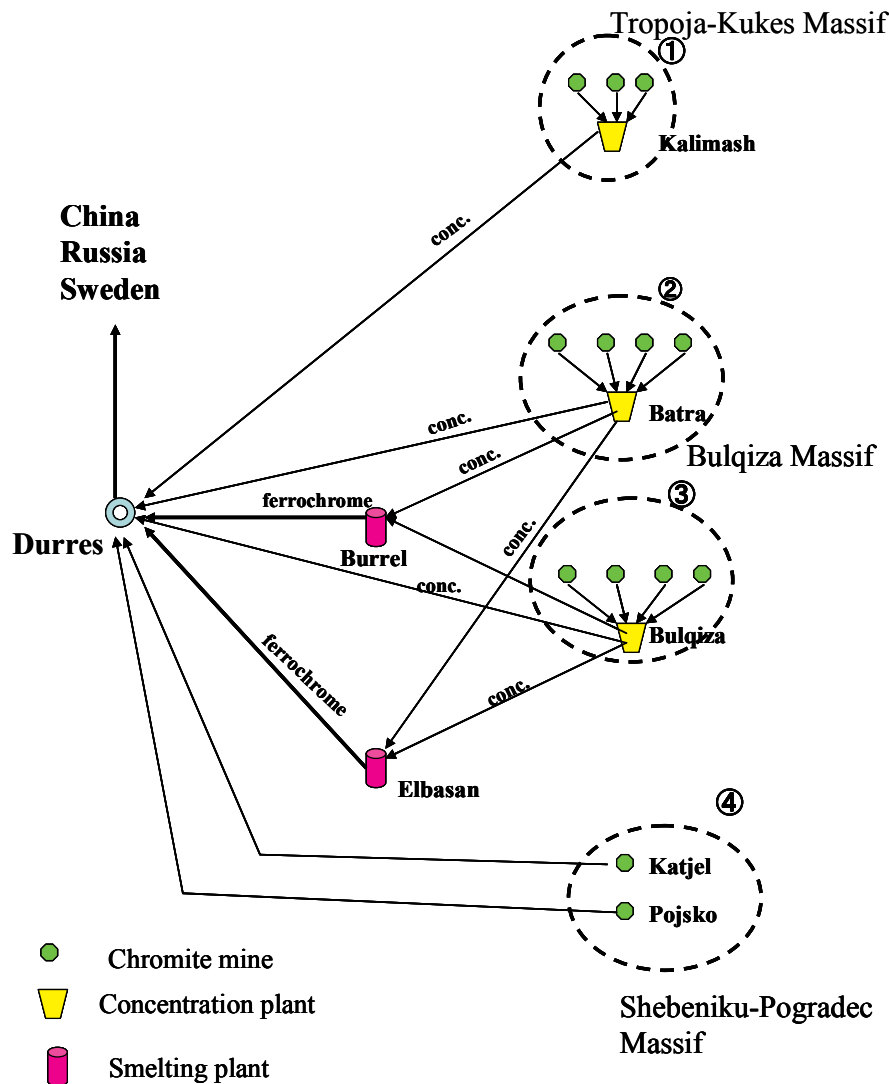 Tropoja-Kukes Massif
①
Kalimash
conc.
China
Russia
Sweden
②
Batra
conc.
conc.
Bulqiza Massif
③
ferrochrome
Durres
Burrel
conc.
conc.
Bulqiza
ferrochrome
conc.
Elbasan
④
Katjel
Pojsko
Chromite mine
Concentration plant
Smelting plant
Shebeniku-Pogradec
Massif